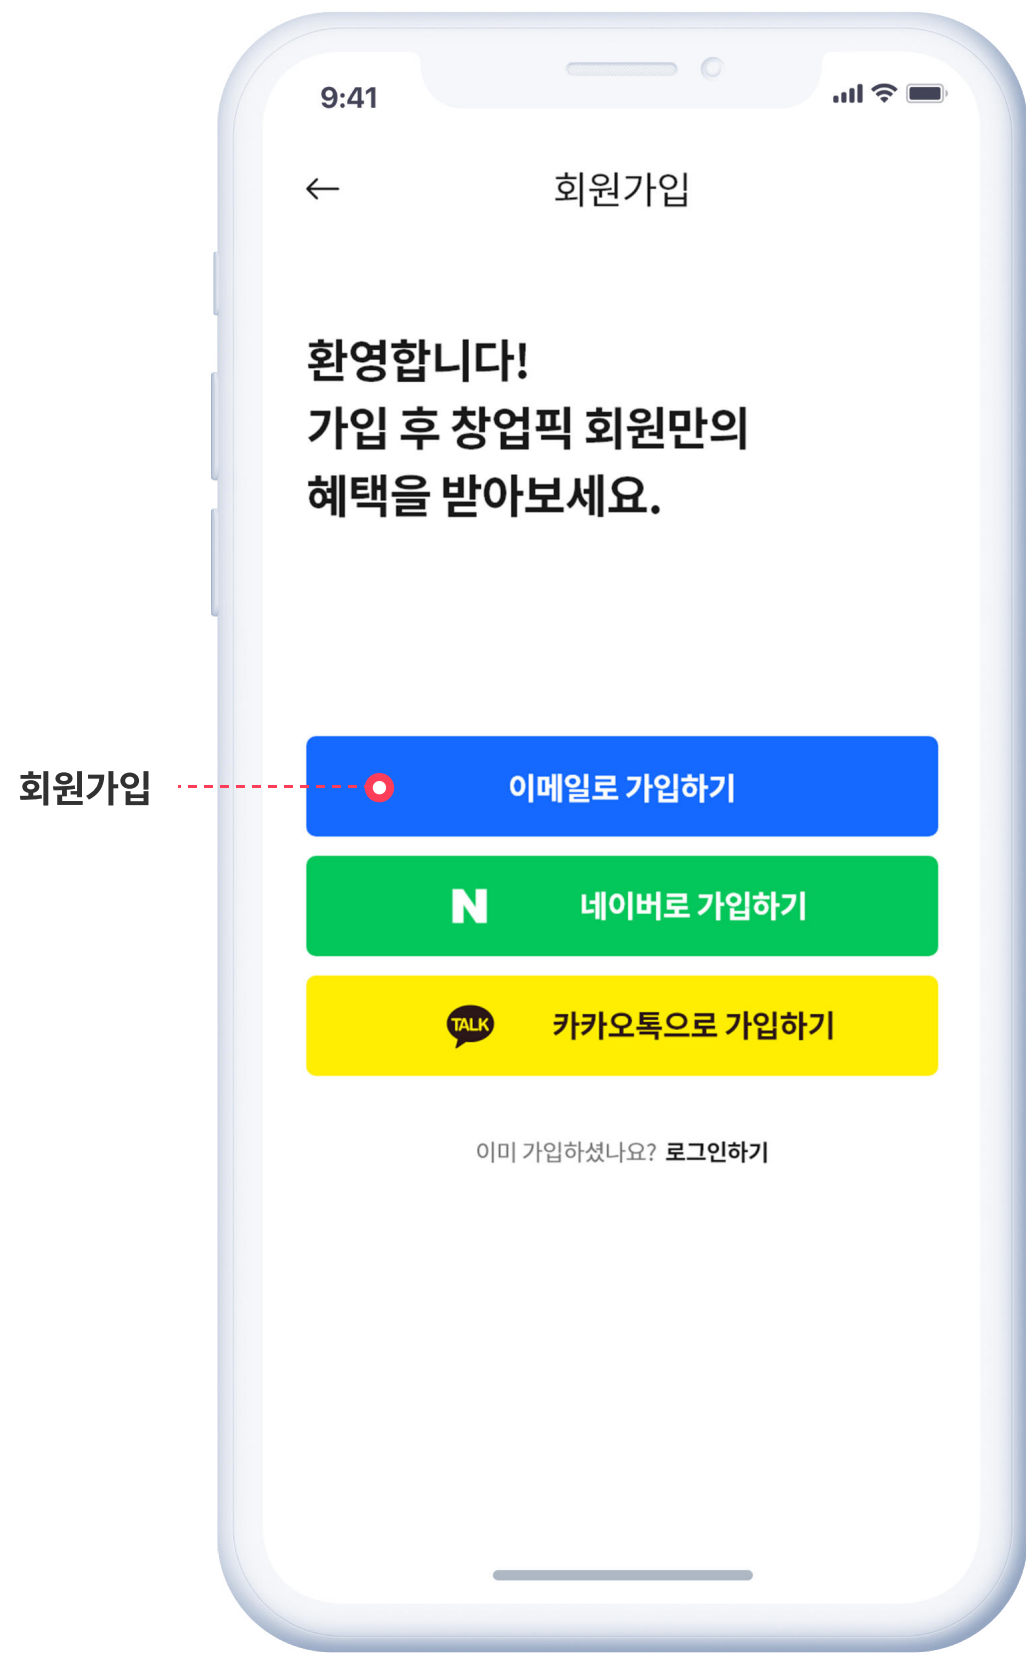 9:41
회원가입
환영합니다!
가입 후 창업픽 회원만의
혜택을 받아보세요.
회원가입
이메일로 가입하기
N 네이버로 가입하기
TALK 카카오톡으로 가입하기
이미 가입하셨나요? 로그인하기